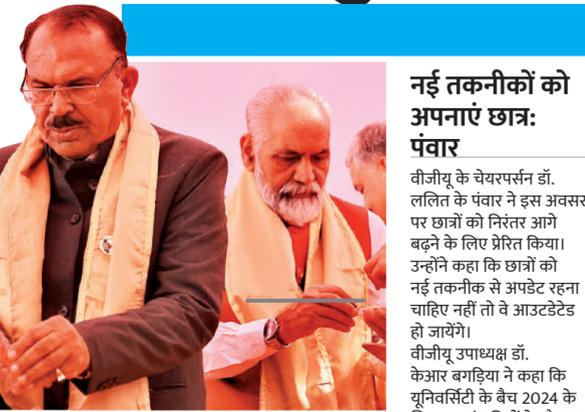 नई तकनीकों को
अपनाएं छात्र:
पंवार
वीजीयू के चेयरपर्सन डॉ.
ललित के पंवार ने इस अवसर
पर छात्रों को निरंतर आगे
बढ़ने के लिए प्रेरित किया।
उन्होंने कहा कि छात्रों को
नई तकनीक से अपडेट रहना
चाहिए नहीं तो वे आउटडेटेड
हो जायेंगे।
वीजीयू उपाध्यक्ष डॉ.
केआर बगड़िया ने कहा कि
यूनिवर्सिटी के बैच 2024 के